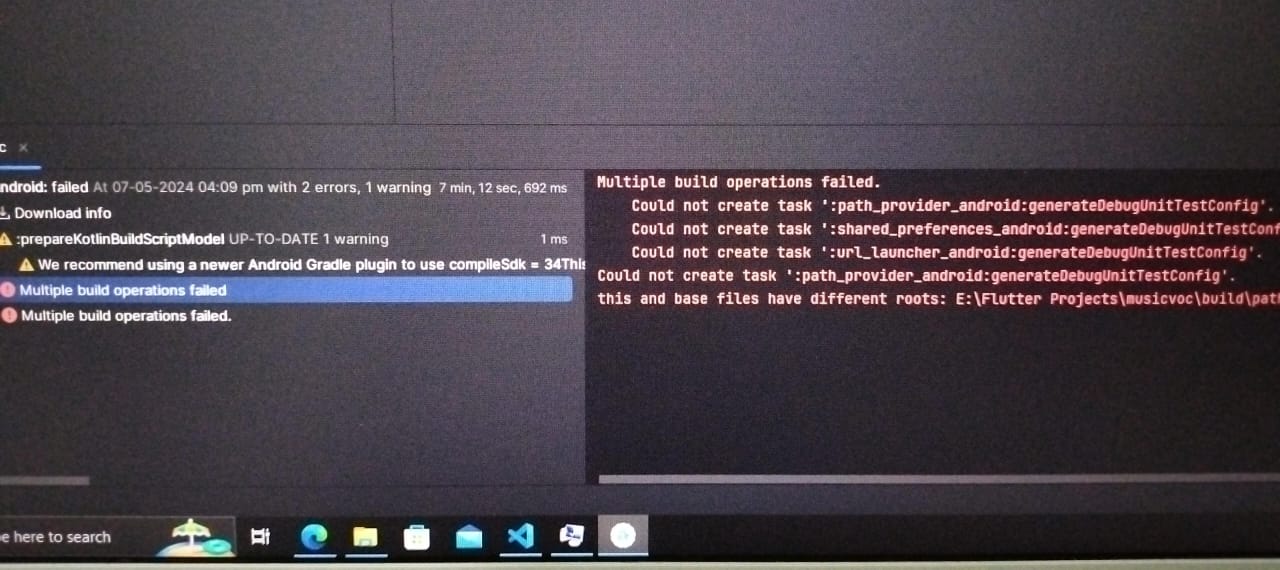 c ×
ndroid: failed At 07-05-2024 04:09 pm with 2 errors, 1 warning 7 min, 12 sec, 692 ms
Download info
:prepareKotlinBuildScriptModel UP-TO-DATE 1 warning 1 ms
We recommend using a newer Android Gradle plugin to use compileSdk = 34This
Multiple build operations failed
Multiple build operations failed.
Multiple build operations failed.
Could not create task ':path_provider_android:generateDebugUnitTestConfig'.
Could not create task ':shared_preferences_android:generateDebugUnitTestConf
Could not create task ':url_launcher_android:generateDebugUnitTestConfig'.
Could not create task ':path_provider_android:generateDebugUnitTestConfig'.
this and base files have different roots: E:\Flutter Projects\musicvoc\build\pat
e here to search